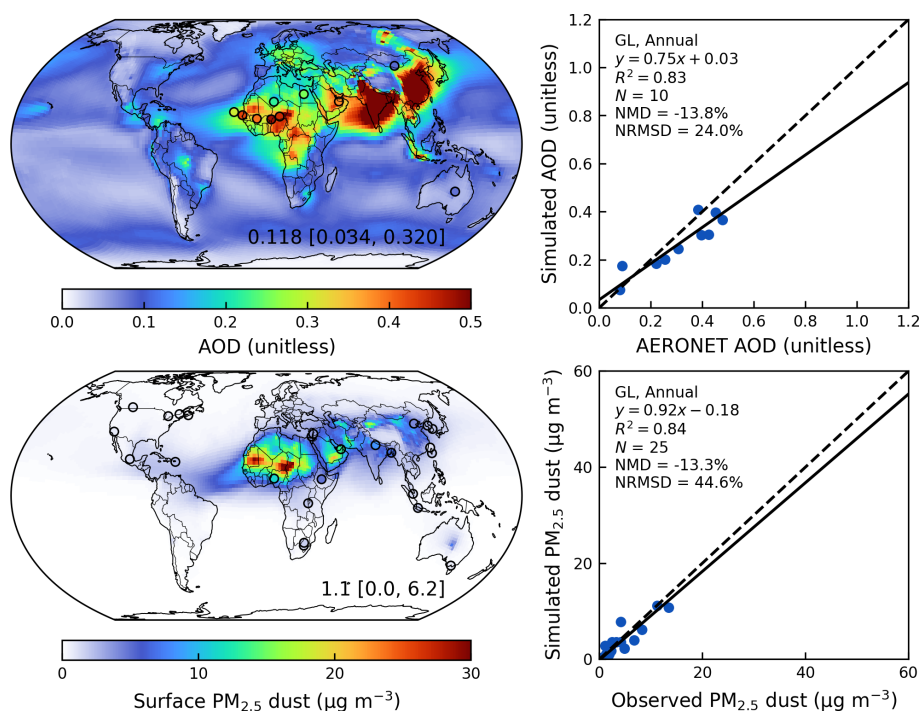 0.118 [0.034, 0.320]
0.0 0.1 0.2 0.3 0.4 0.5
AOD (unitless)
1.2
1.0
0.8
0.6
0.4
0.2
0.0
Simulated AOD (unitless)
GL, Annual
y = 0.75x + 0.03
R² = 0.83
N = 10
NMD = -13.8%
NRMSD = 24.0%
0.0 0.2 0.4 0.6 0.8 1.0 1.2
AERONET AOD (unitless)
1.1 [0.0, 6.2]
0 10 20 30
Surface PM₂.₅ dust (μg m⁻³)
60
40
20
0
Simulated PM₂.₅ dust (μg m⁻³)
GL, Annual
y = 0.92x − 0.18
R² = 0.84
N = 25
NMD = -13.3%
NRMSD = 44.6%
0 20 40 60
Observed PM₂.₅ dust (μg m⁻³)